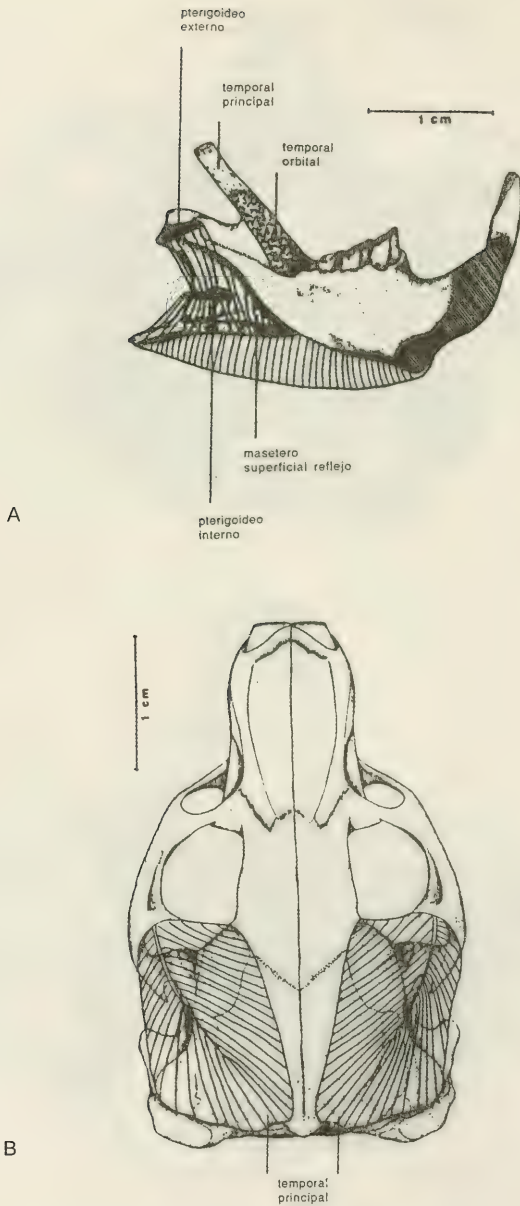 pterigoideo
externo
temporal
principal
1 cm
temporal
orbital
masetero
superficial reflejo
A
pterigoideo
interno
1 cm
B
temporal
principal